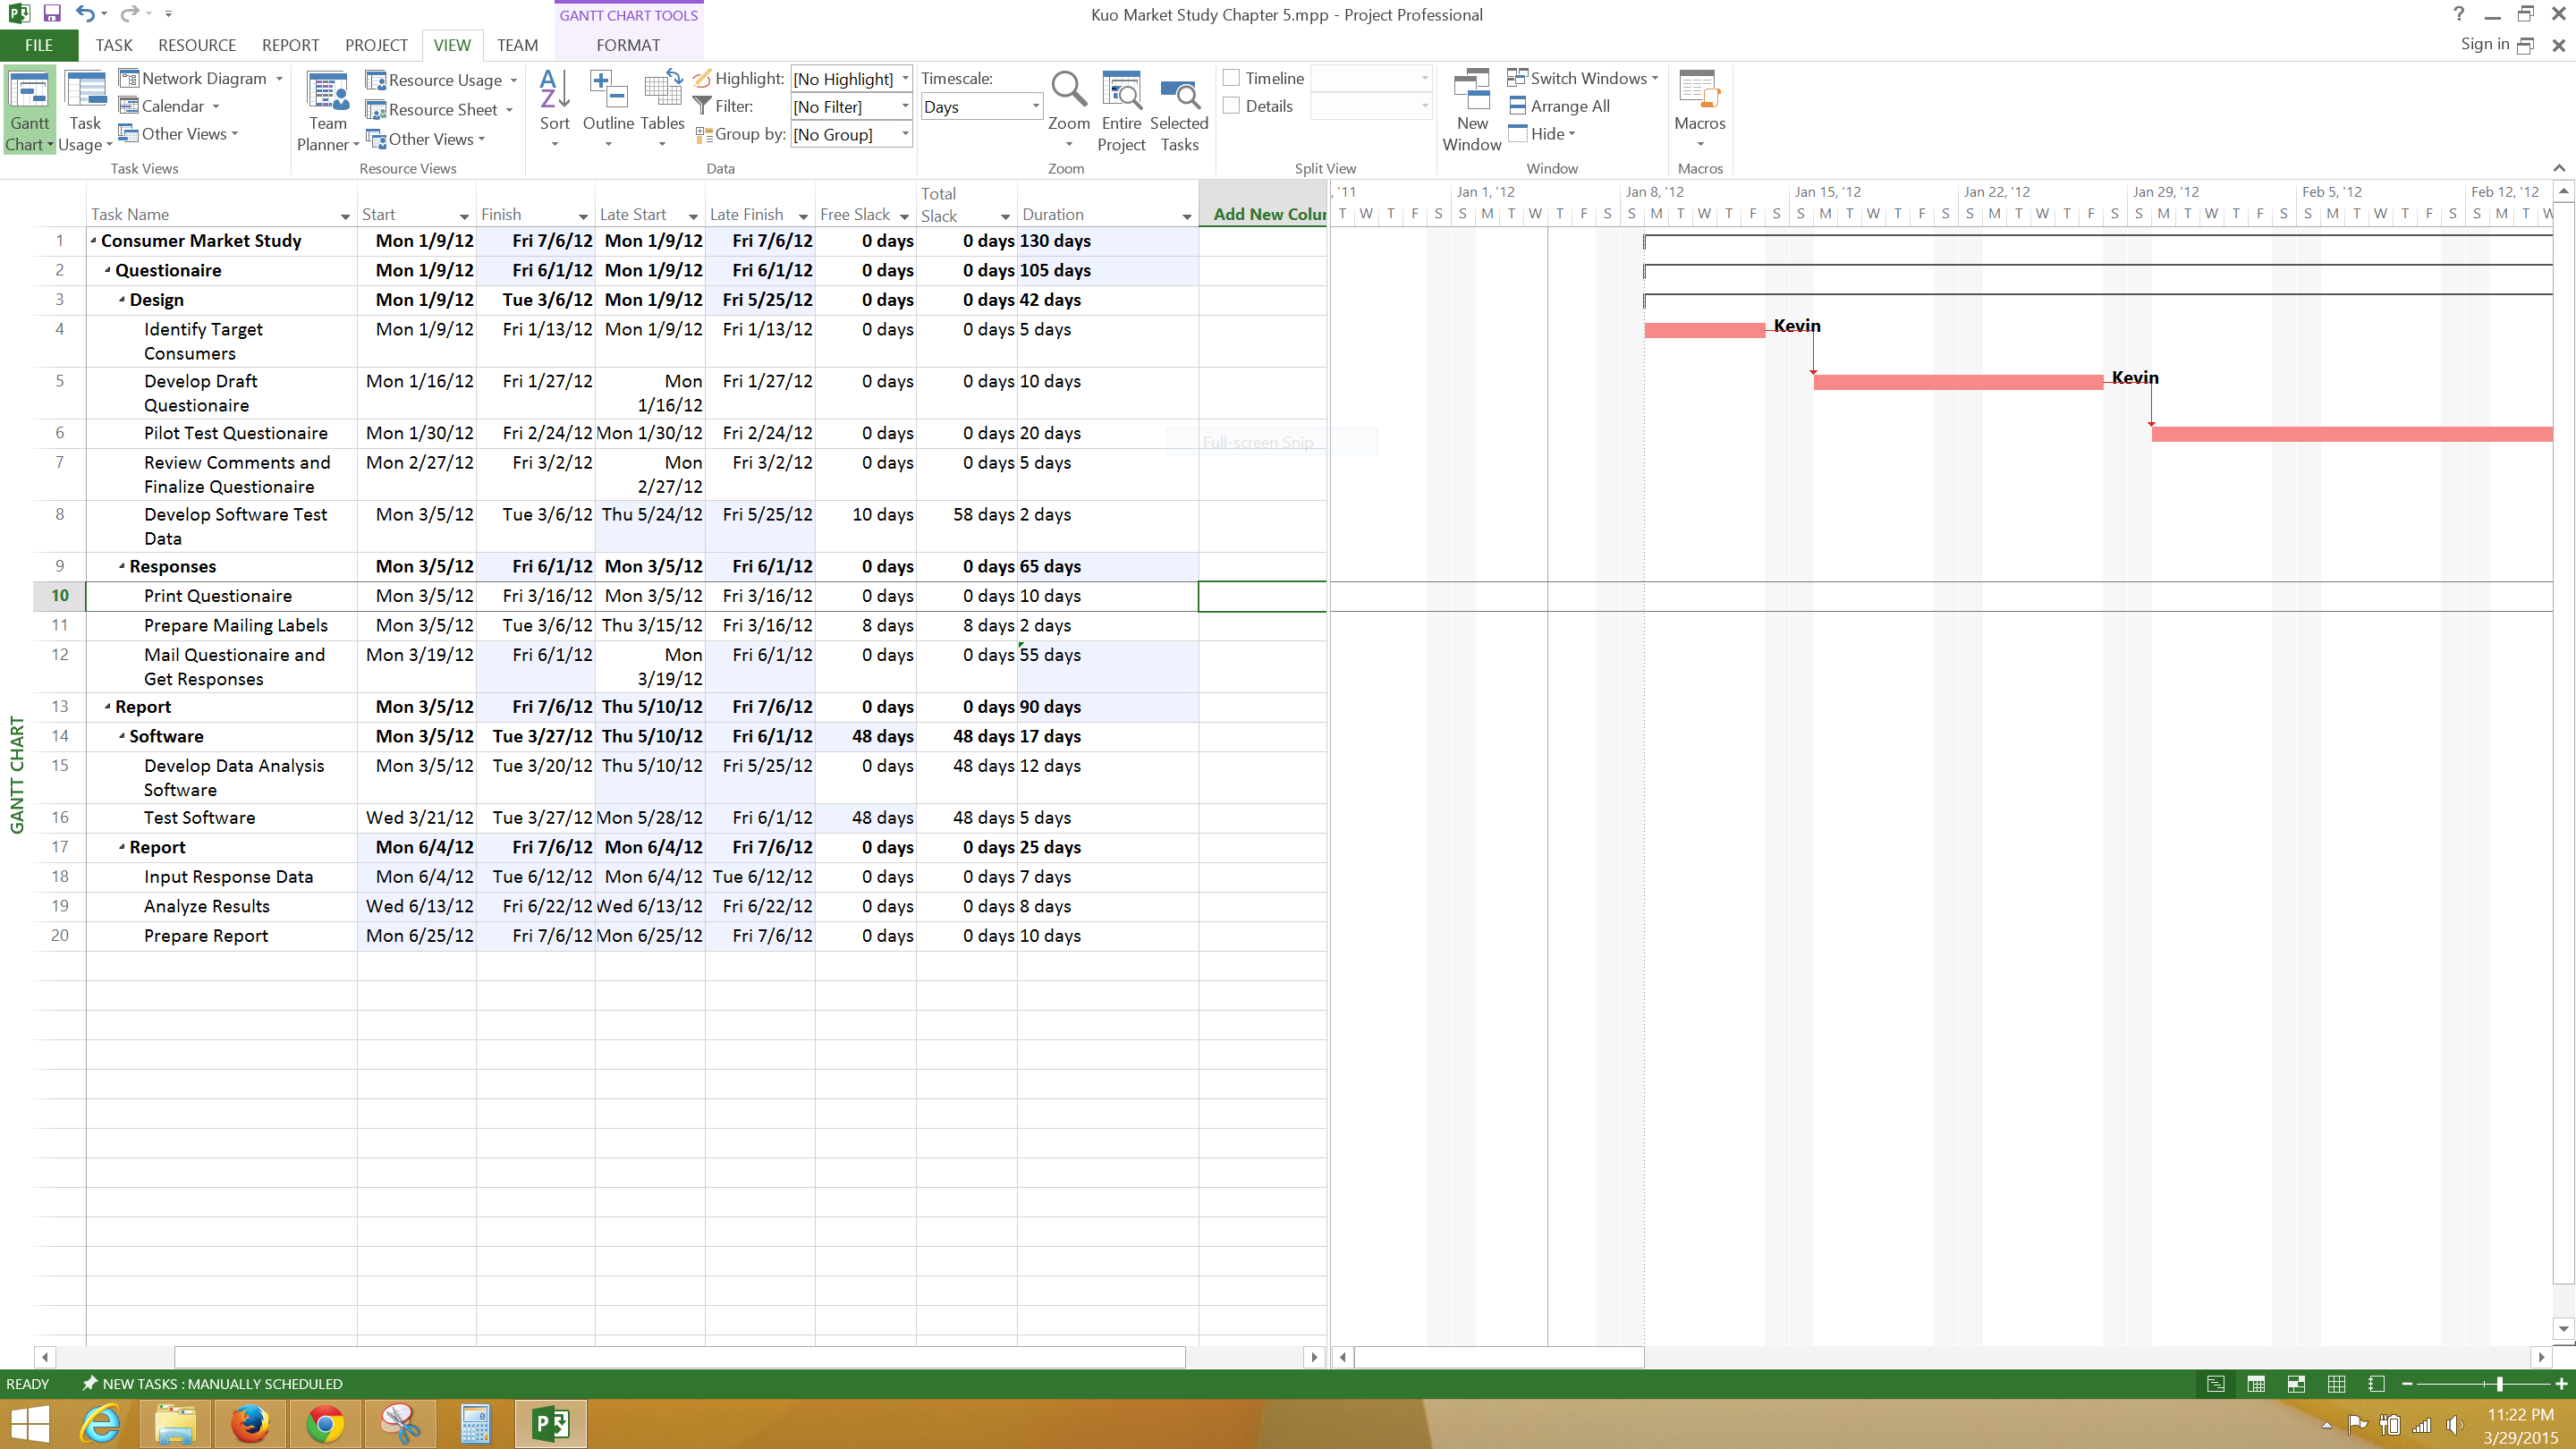 GANTT CHART TOOLS
Kuo Market Study Chapter 5.mpp - Project Professional
FILE TASK RESOURCE REPORT PROJECT VIEW TEAM FORMAT
Sign in
Gantt Chart
Task Usage
Network Diagram
Calendar
Other Views
Task Views
Team Planner
Resource Usage
Resource Sheet
Other Views
Resource Views
Sort
Outline
Tables
Highlight: [No Highlight]
Filter: [No Filter]
Group by: [No Group]
Data
Timescale:
Days
Zoom
Entire Project
Selected Tasks
Zoom
Timeline
Details
Split View
New Window
Switch Windows
Arrange All
Hide
Window
Macros
Macros
Task Name Start Finish Late Start Late Finish Free Slack Total Slack Duration Add New Colur
, '11 Jan 1, '12 Jan 8, '12 Jan 15, '12 Jan 22, '12 Jan 29, '12 Feb 5, '12 Feb 12, '12
T W T F S S M T W T F S S M T W T F S S M T W T F S S M T W T F S S M T W T F S S M T W T F S S M T W
1 Consumer Market Study Mon 1/9/12 Fri 7/6/12 Mon 1/9/12 Fri 7/6/12 0 days 0 days 130 days
2 Questionaire Mon 1/9/12 Fri 6/1/12 Mon 1/9/12 Fri 6/1/12 0 days 0 days 105 days
3 Design Mon 1/9/12 Tue 3/6/12 Mon 1/9/12 Fri 5/25/12 0 days 0 days 42 days
4 Identify Target Consumers Mon 1/9/12 Fri 1/13/12 Mon 1/9/12 Fri 1/13/12 0 days 0 days 5 days
Kevin
5 Develop Draft Questionaire Mon 1/16/12 Fri 1/27/12 Mon 1/16/12 Fri 1/27/12 0 days 0 days 10 days
Kevin
6 Pilot Test Questionaire Mon 1/30/12 Fri 2/24/12 Mon 1/30/12 Fri 2/24/12 0 days 0 days 20 days
Full-screen Snip
7 Review Comments and Finalize Questionaire Mon 2/27/12 Fri 3/2/12 Mon 2/27/12 Fri 3/2/12 0 days 0 days 5 days
8 Develop Software Test Data Mon 3/5/12 Tue 3/6/12 Thu 5/24/12 Fri 5/25/12 10 days 58 days 2 days
9 Responses Mon 3/5/12 Fri 6/1/12 Mon 3/5/12 Fri 6/1/12 0 days 0 days 65 days
10 Print Questionaire Mon 3/5/12 Fri 3/16/12 Mon 3/5/12 Fri 3/16/12 0 days 0 days 10 days
11 Prepare Mailing Labels Mon 3/5/12 Tue 3/6/12 Thu 3/15/12 Fri 3/16/12 8 days 8 days 2 days
12 Mail Questionaire and Get Responses Mon 3/19/12 Fri 6/1/12 Mon 3/19/12 Fri 6/1/12 0 days 0 days 55 days
13 Report Mon 3/5/12 Fri 7/6/12 Thu 5/10/12 Fri 7/6/12 0 days 0 days 90 days
14 Software Mon 3/5/12 Tue 3/27/12 Thu 5/10/12 Fri 6/1/12 48 days 48 days 17 days
15 Develop Data Analysis Software Mon 3/5/12 Tue 3/20/12 Thu 5/10/12 Fri 5/25/12 0 days 48 days 12 days
16 Test Software Wed 3/21/12 Tue 3/27/12 Mon 5/28/12 Fri 6/1/12 48 days 48 days 5 days
17 Report Mon 6/4/12 Fri 7/6/12 Mon 6/4/12 Fri 7/6/12 0 days 0 days 25 days
18 Input Response Data Mon 6/4/12 Tue 6/12/12 Mon 6/4/12 Tue 6/12/12 0 days 0 days 7 days
19 Analyze Results Wed 6/13/12 Fri 6/22/12 Wed 6/13/12 Fri 6/22/12 0 days 0 days 8 days
20 Prepare Report Mon 6/25/12 Fri 7/6/12 Mon 6/25/12 Fri 7/6/12 0 days 0 days 10 days
GANTT CHART
READY NEW TASKS : MANUALLY SCHEDULED
11:22 PM
3/29/2015